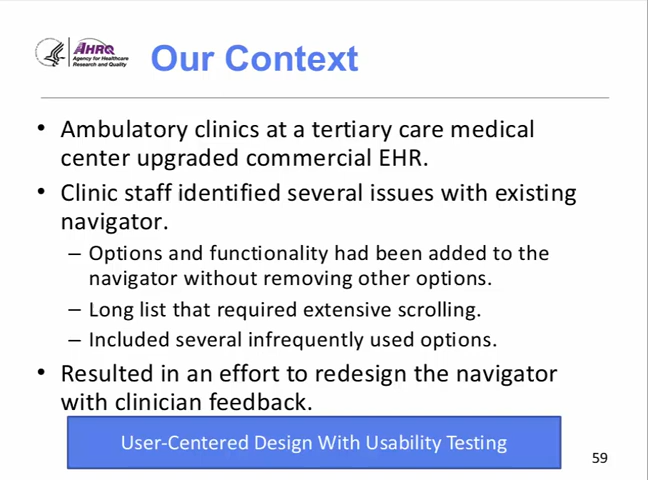 AHRQ
Agency for Healthcare
Research and Quality
Our Context
• Ambulatory clinics at a tertiary care medical
center upgraded commercial EHR.
• Clinic staff identified several issues with existing
navigator.
– Options and functionality had been added to the
navigator without removing other options.
– Long list that required extensive scrolling.
– Included several infrequently used options.
• Resulted in an effort to redesign the navigator
with clinician feedback.
User-Centered Design With Usability Testing
59